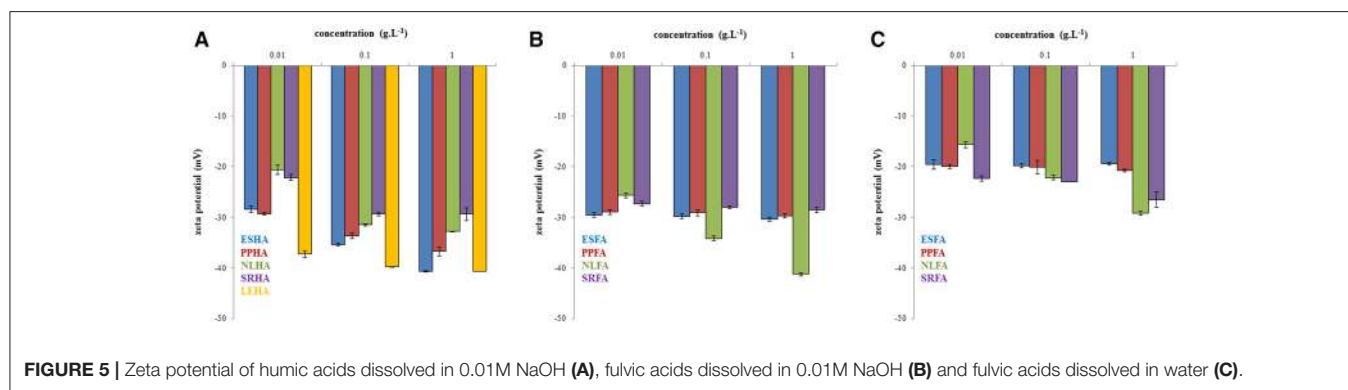 A
concentration (g.L-1)
0.01 0.1 1
0
-10
-20
-30
-40
-50
zeta potential (mV)
ESHA
PPHA
NLHA
SRHA
LEHA
B
concentration (g.L-1)
0.01 0.1 1
0
-10
-20
-30
-40
-50
zeta potential (mV)
ESFA
PPFA
NLFA
SRFA
C
concentration (g.L-1)
0.01 0.1 1
0
-10
-20
-30
-40
-50
zeta potential (mV)
ESFA
PPFA
NLFA
SRFA
FIGURE 5 | Zeta potential of humic acids dissolved in 0.01M NaOH (A), fulvic acids dissolved in 0.01M NaOH (B) and fulvic acids dissolved in water (C).